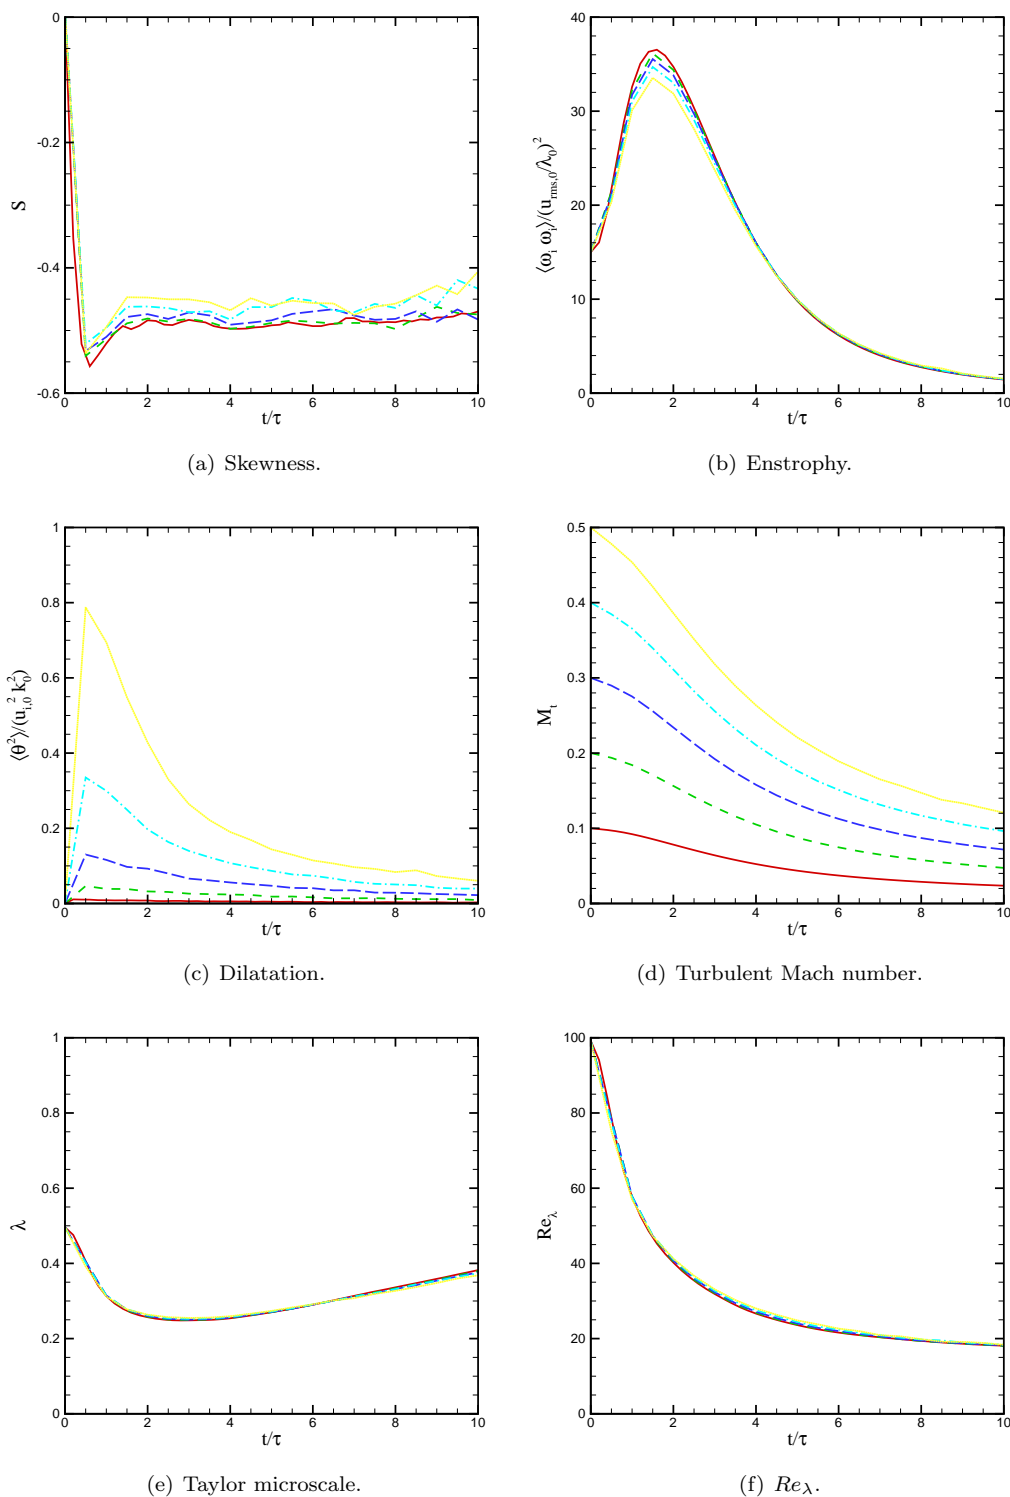 0
-0.2
-0.4
-0.6
S
0 2 4 6 8 10
t/τ
(a) Skewness.
40
30
20
10
0
⟨ω_i ω_i⟩/(u_rms,0/λ_0)^2
0 2 4 6 8 10
t/τ
(b) Enstrophy.
1
0.8
0.6
0.4
0.2
0
⟨θ^2⟩/(u_i,0^2 k_0^2)
0 2 4 6 8 10
t/τ
(c) Dilatation.
0.5
0.4
0.3
0.2
0.1
0
M_t
0 2 4 6 8 10
t/τ
(d) Turbulent Mach number.
1
0.8
0.6
0.4
0.2
0
λ
0 2 4 6 8 10
t/τ
(e) Taylor microscale.
100
80
60
40
20
0
Re_λ
0 2 4 6 8 10
t/τ
(f) Re_λ.